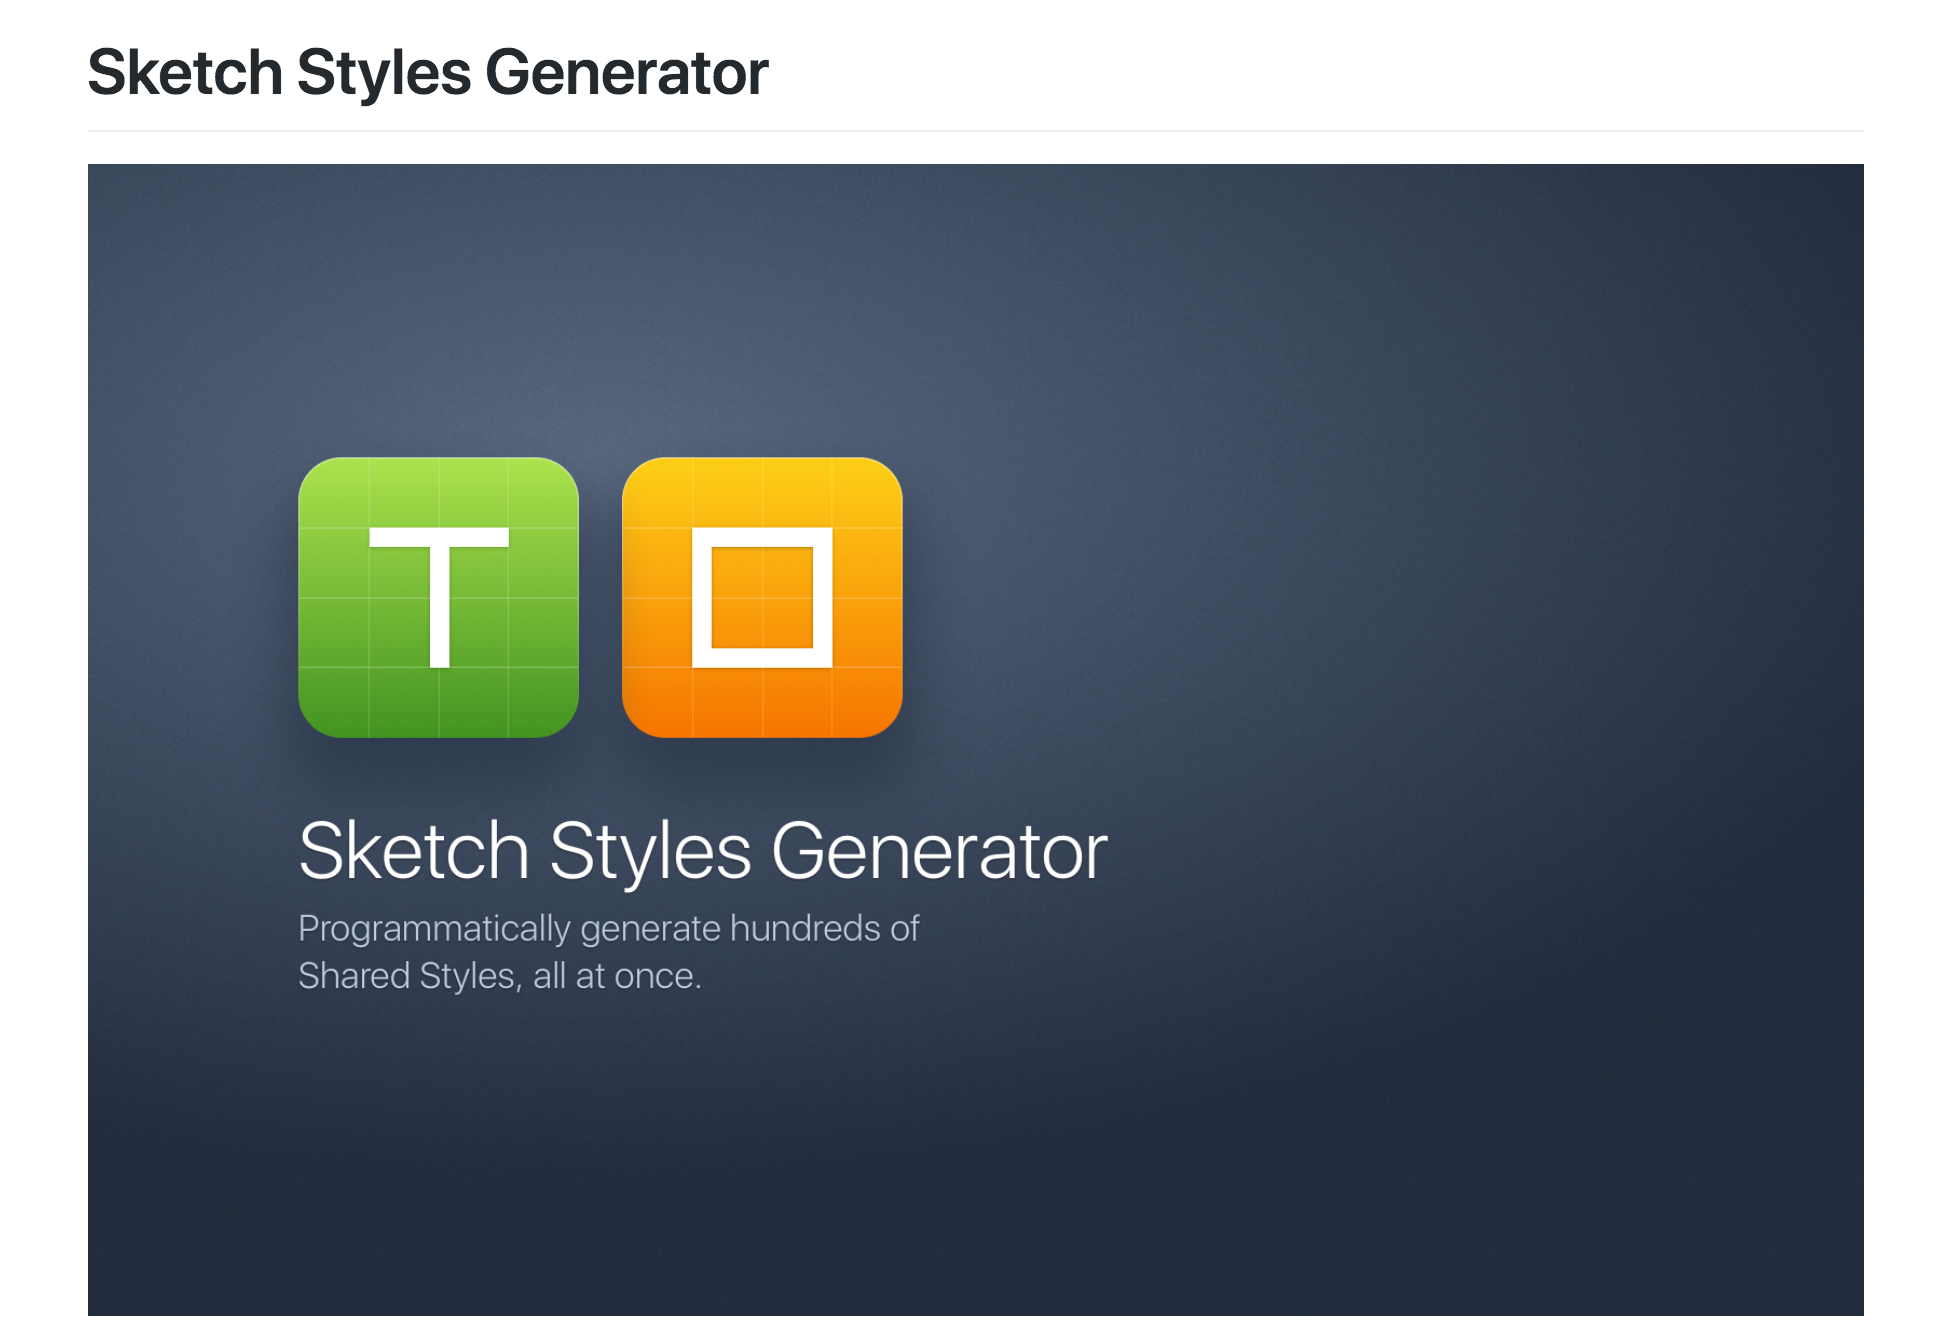 Sketch Styles Generator
T
Sketch Styles Generator
Programmatically generate hundreds of
Shared Styles, all at once.